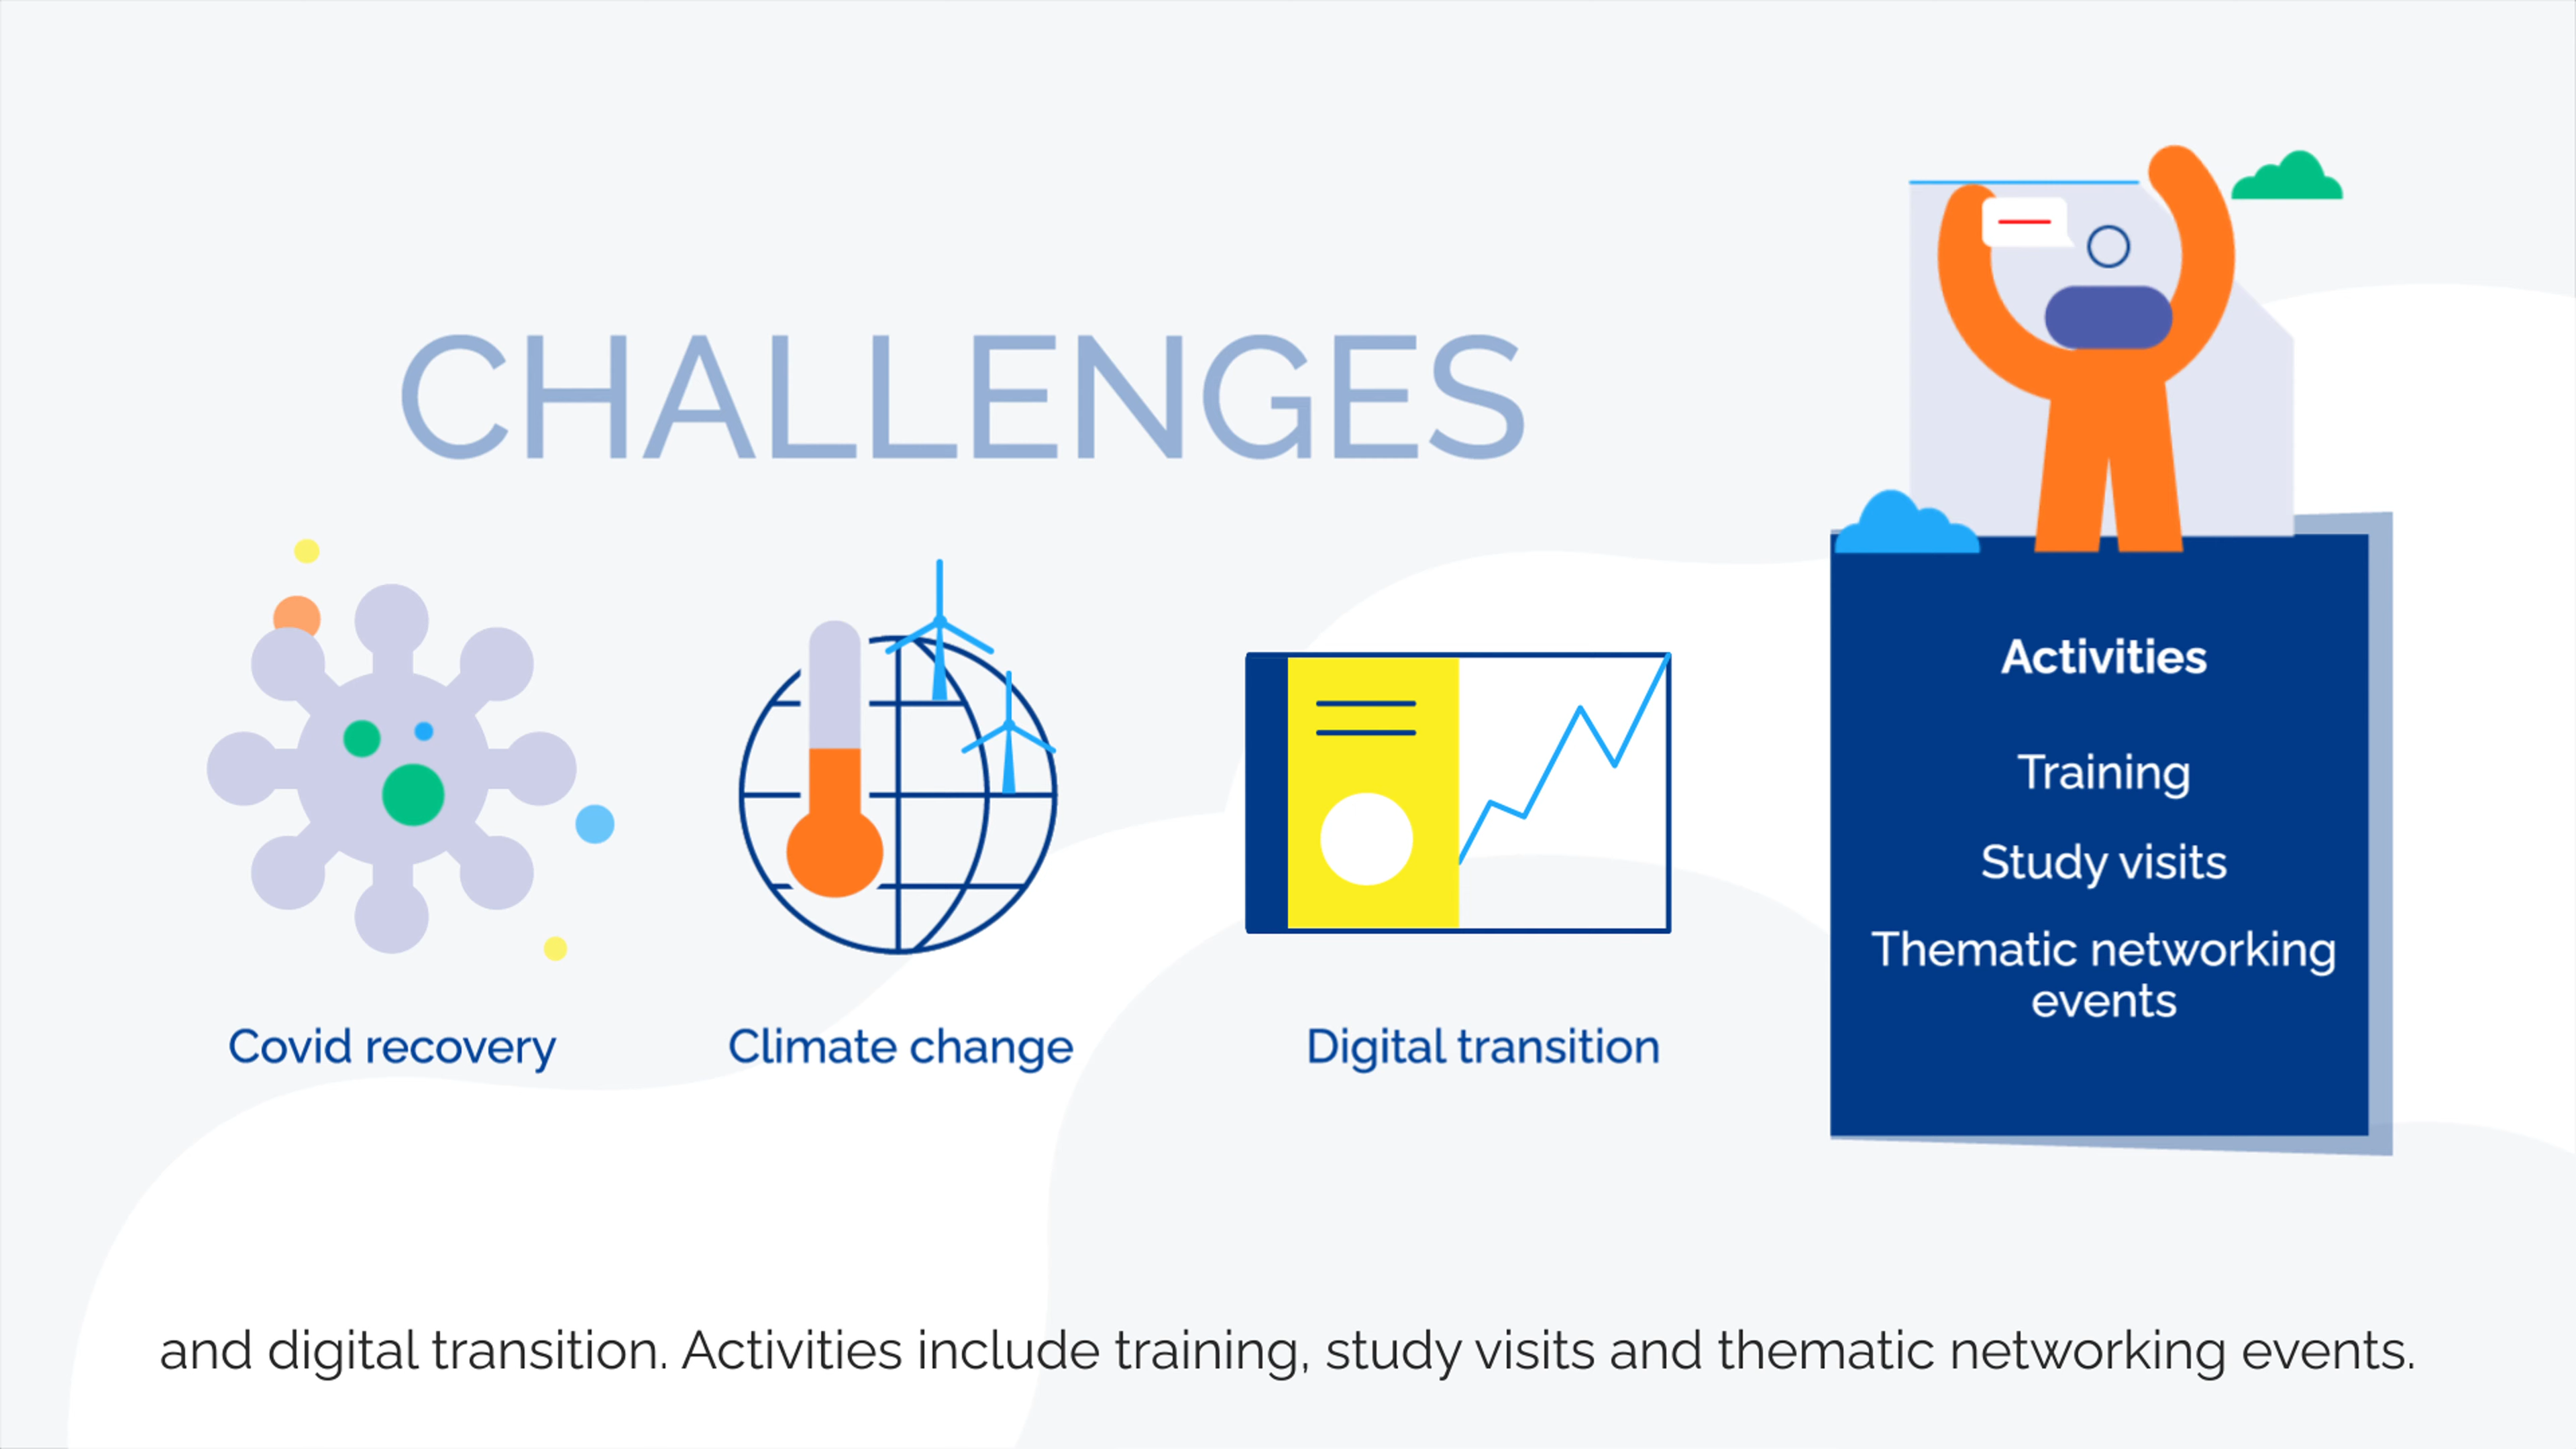 CHALLENGES
Covid recovery
Climate change
Digital transition
Activities
Training
Study visits
Thematic networking
events
and digital transition. Activities include training, study visits and thematic networking events.